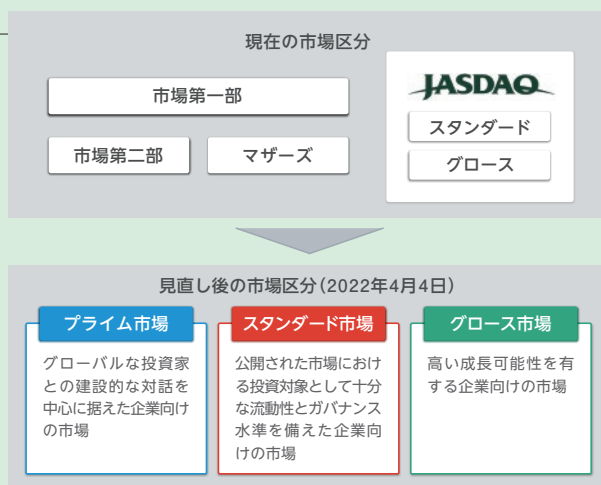 現在の市場区分
市場第一部
市場第二部
マザーズ
JASDAQ
スタンダード
グロース
見直し後の市場区分（2022年4月4日）
プライム市場
グローバルな投資家
との建設的な対話を
中心に据えた企業向け
の市場
スタンダード市場
公開された市場におけ
る投資対象として十分
な流動性とガバナンス
水準を備えた企業向
けの市場
グロース市場
高い成長可能性を有
する企業向けの市場